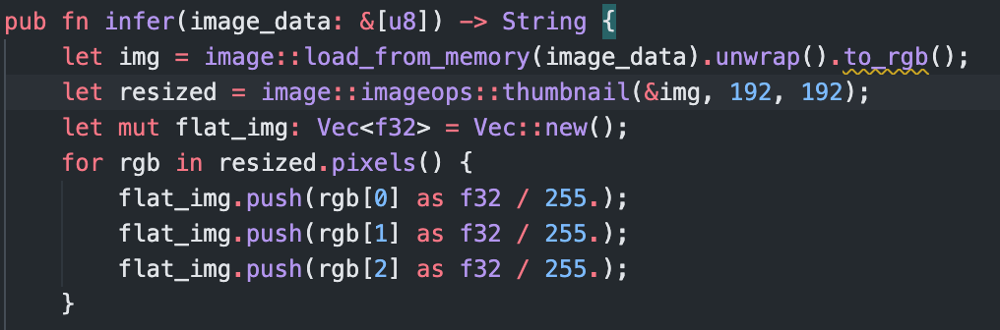 pub fn infer(image_data: &[u8]) -> String {
    let img = image::load_from_memory(image_data).unwrap().to_rgb();
    let resized = image::imageops::thumbnail(&img, 192, 192);
    let mut flat_img: Vec<f32> = Vec::new();
    for rgb in resized.pixels() {
        flat_img.push(rgb[0] as f32 / 255.);
        flat_img.push(rgb[1] as f32 / 255.);
        flat_img.push(rgb[2] as f32 / 255.);
    }